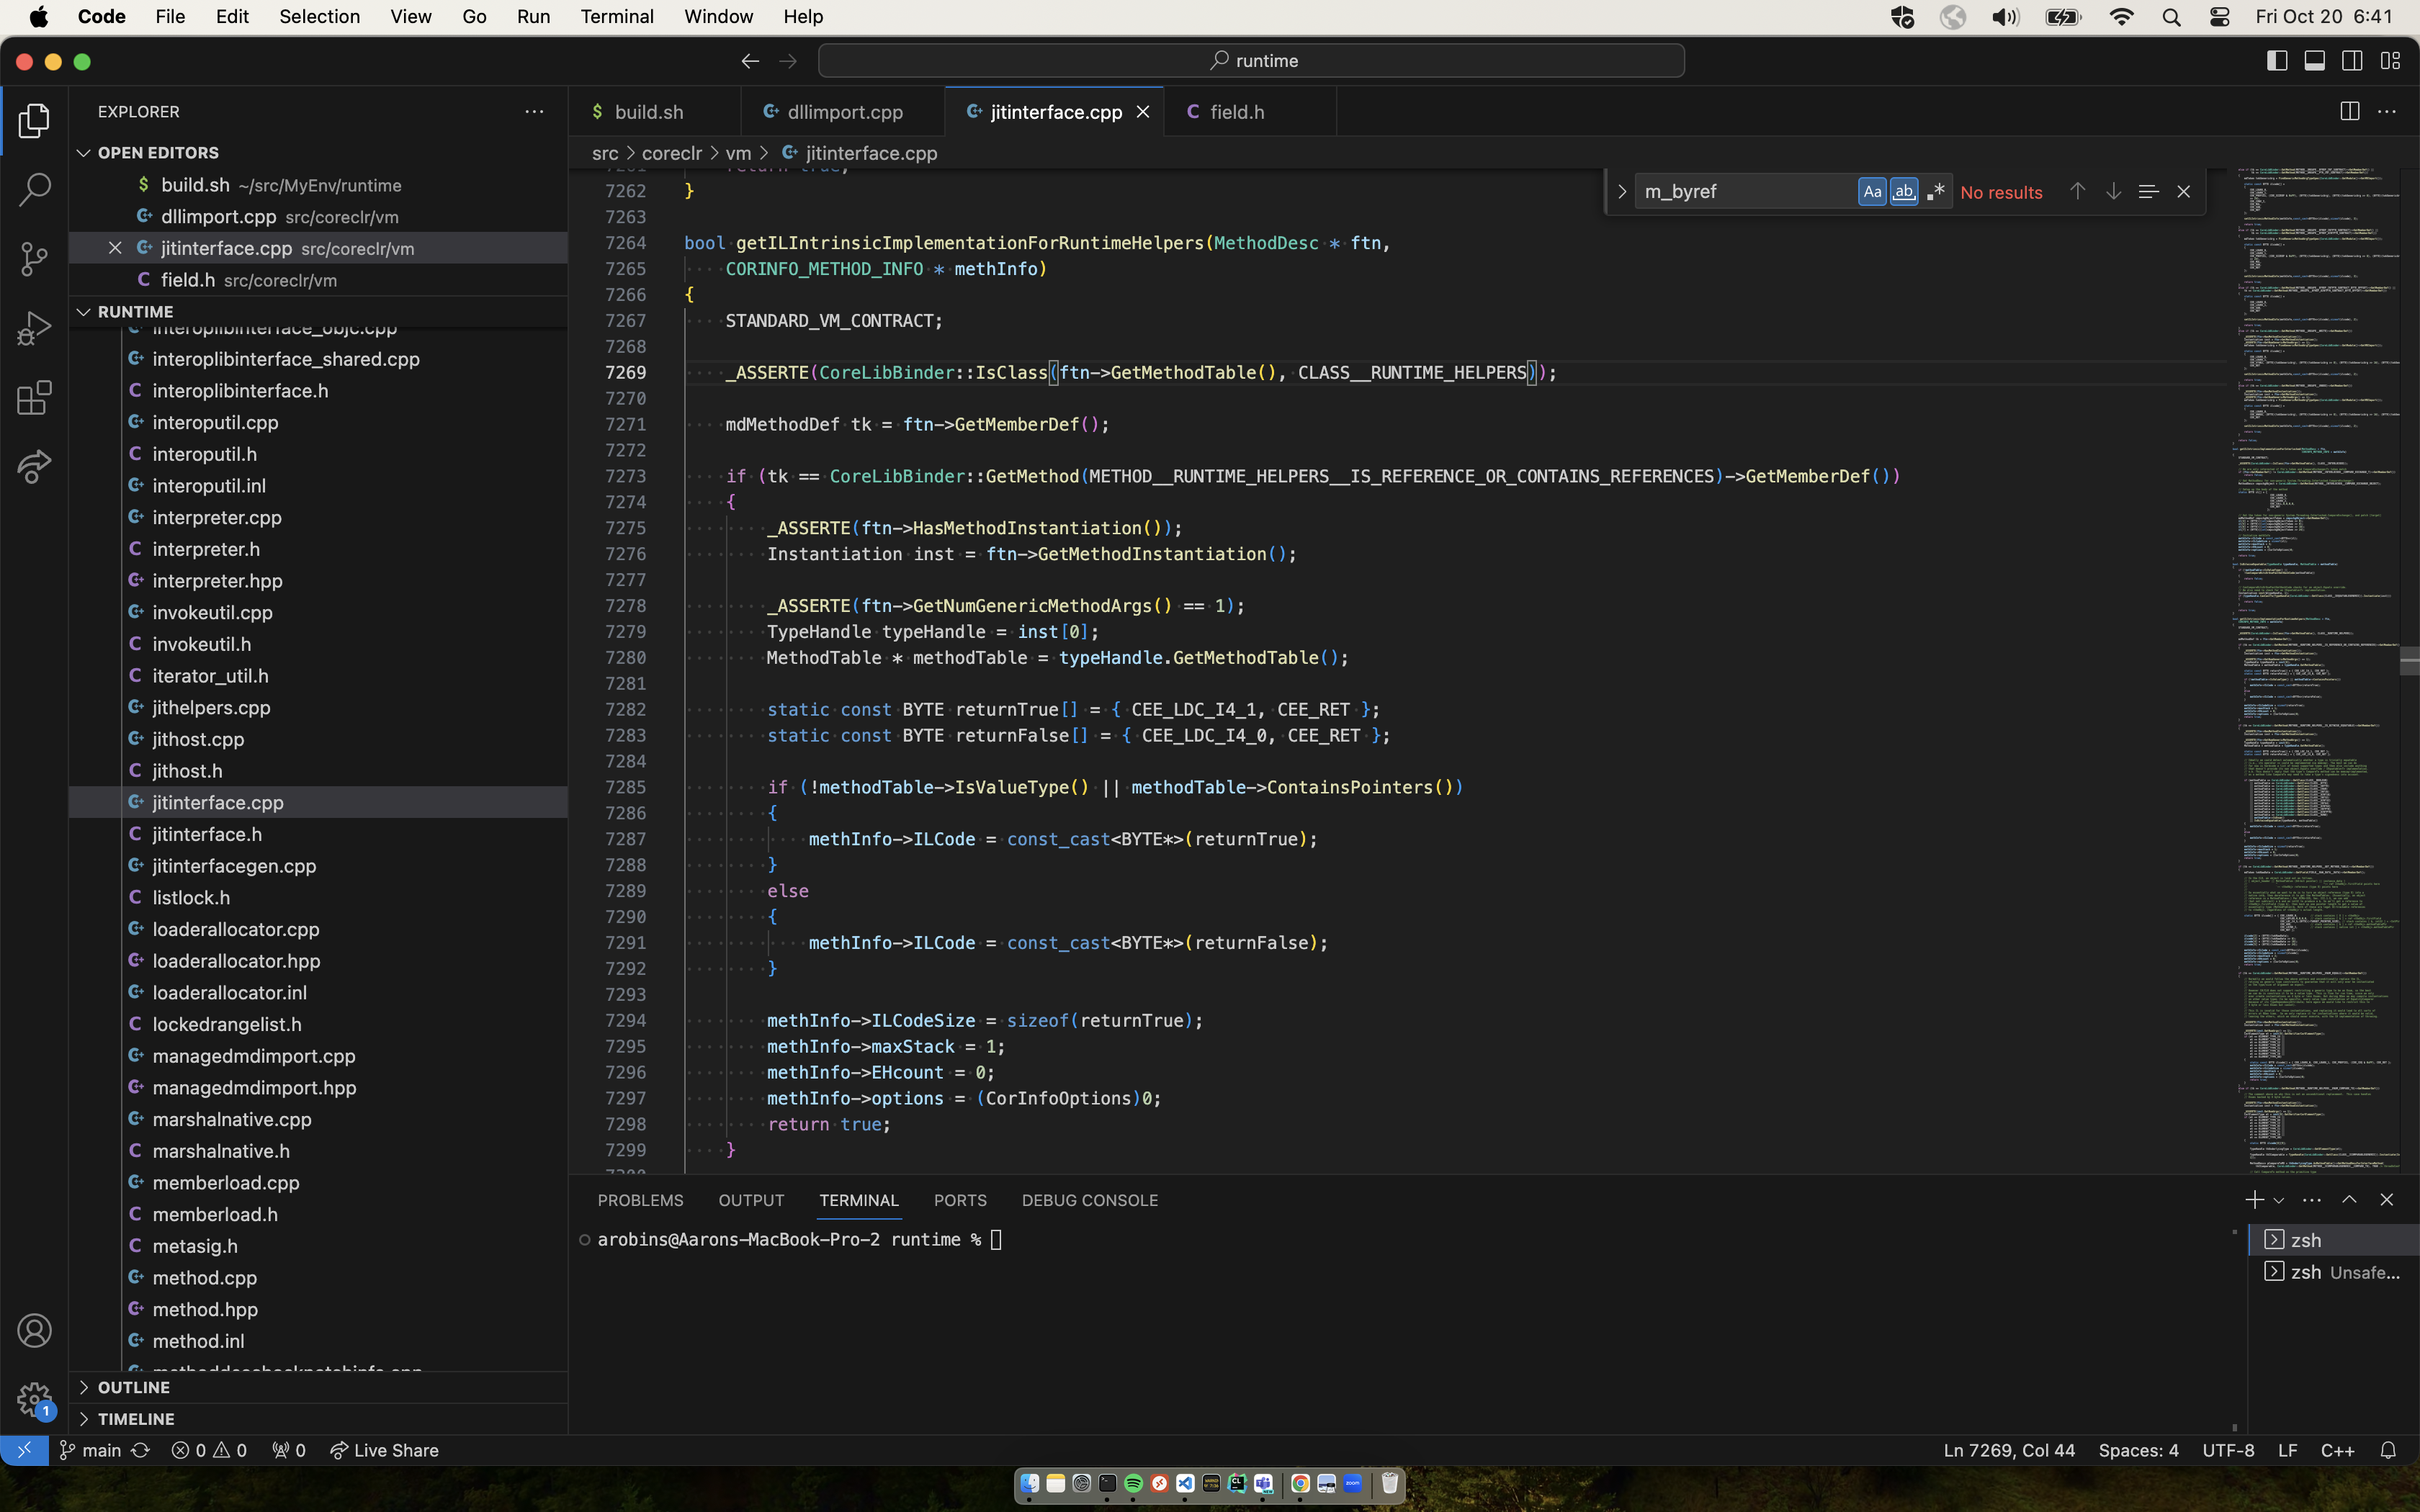 Code File Edit Selection View Go Run Terminal Window Help Fri Oct 20 6:41
runtime
EXPLORER
OPEN EDITORS
$ build.sh ~/src/MyEnv/runtime
dllimport.cpp src/coreclr/vm
jitinterface.cpp src/coreclr/vm
C field.h src/coreclr/vm
RUNTIME
interoplibinterface_objc.cpp
interoplibinterface_shared.cpp
C interoplibinterface.h
interoputil.cpp
C interoputil.h
interoputil.inl
interpreter.cpp
C interpreter.h
interpreter.hpp
invokeutil.cpp
C invokeutil.h
C iterator_util.h
jithelpers.cpp
jithost.cpp
C jithost.h
jitinterface.cpp
C jitinterface.h
jitinterfacegen.cpp
C listlock.h
loaderallocator.cpp
loaderallocator.hpp
loaderallocator.inl
C lockedrangelist.h
managedmdimport.cpp
managedmdimport.hpp
marshalnative.cpp
C marshalnative.h
memberload.cpp
C memberload.h
C metasig.h
method.cpp
method.hpp
method.inl
OUTLINE
TIMELINE
$ build.sh dllimport.cpp jitinterface.cpp C field.h
src > coreclr > vm > jitinterface.cpp
m_byref Aa ab .* No results
return true;
7262 }
7263
7264 bool getILIntrinsicImplementationForRuntimeHelpers(MethodDesc * ftn,
7265 CORINFO_METHOD_INFO * methInfo)
7266 {
7267 STANDARD_VM_CONTRACT;
7268
7269 _ASSERTE(CoreLibBinder::IsClass(ftn->GetMethodTable(), CLASS__RUNTIME_HELPERS));
7270
7271 mdMethodDef tk = ftn->GetMemberDef();
7272
7273 if (tk == CoreLibBinder::GetMethod(METHOD__RUNTIME_HELPERS__IS_REFERENCE_OR_CONTAINS_REFERENCES)->GetMemberDef())
7274 {
7275 _ASSERTE(ftn->HasMethodInstantiation());
7276 Instantiation inst = ftn->GetMethodInstantiation();
7277
7278 _ASSERTE(ftn->GetNumGenericMethodArgs() == 1);
7279 TypeHandle typeHandle = inst[0];
7280 MethodTable * methodTable = typeHandle.GetMethodTable();
7281
7282 static const BYTE returnTrue[] = { CEE_LDC_I4_1, CEE_RET };
7283 static const BYTE returnFalse[] = { CEE_LDC_I4_0, CEE_RET };
7284
7285 if (!methodTable->IsValueType() || methodTable->ContainsPointers())
7286 {
7287 methInfo->ILCode = const_cast<BYTE*>(returnTrue);
7288 }
7289 else
7290 {
7291 methInfo->ILCode = const_cast<BYTE*>(returnFalse);
7292 }
7293
7294 methInfo->ILCodeSize = sizeof(returnTrue);
7295 methInfo->maxStack = 1;
7296 methInfo->EHcount = 0;
7297 methInfo->options = (CorInfoOptions)0;
7298 return true;
7299 }
PROBLEMS OUTPUT TERMINAL PORTS DEBUG CONSOLE
arobins@Aarons-MacBook-Pro-2 runtime %
zsh
zsh Unsafe...
1
main 0 0 0 Live Share Ln 7269, Col 44 Spaces: 4 UTF-8 LF C++